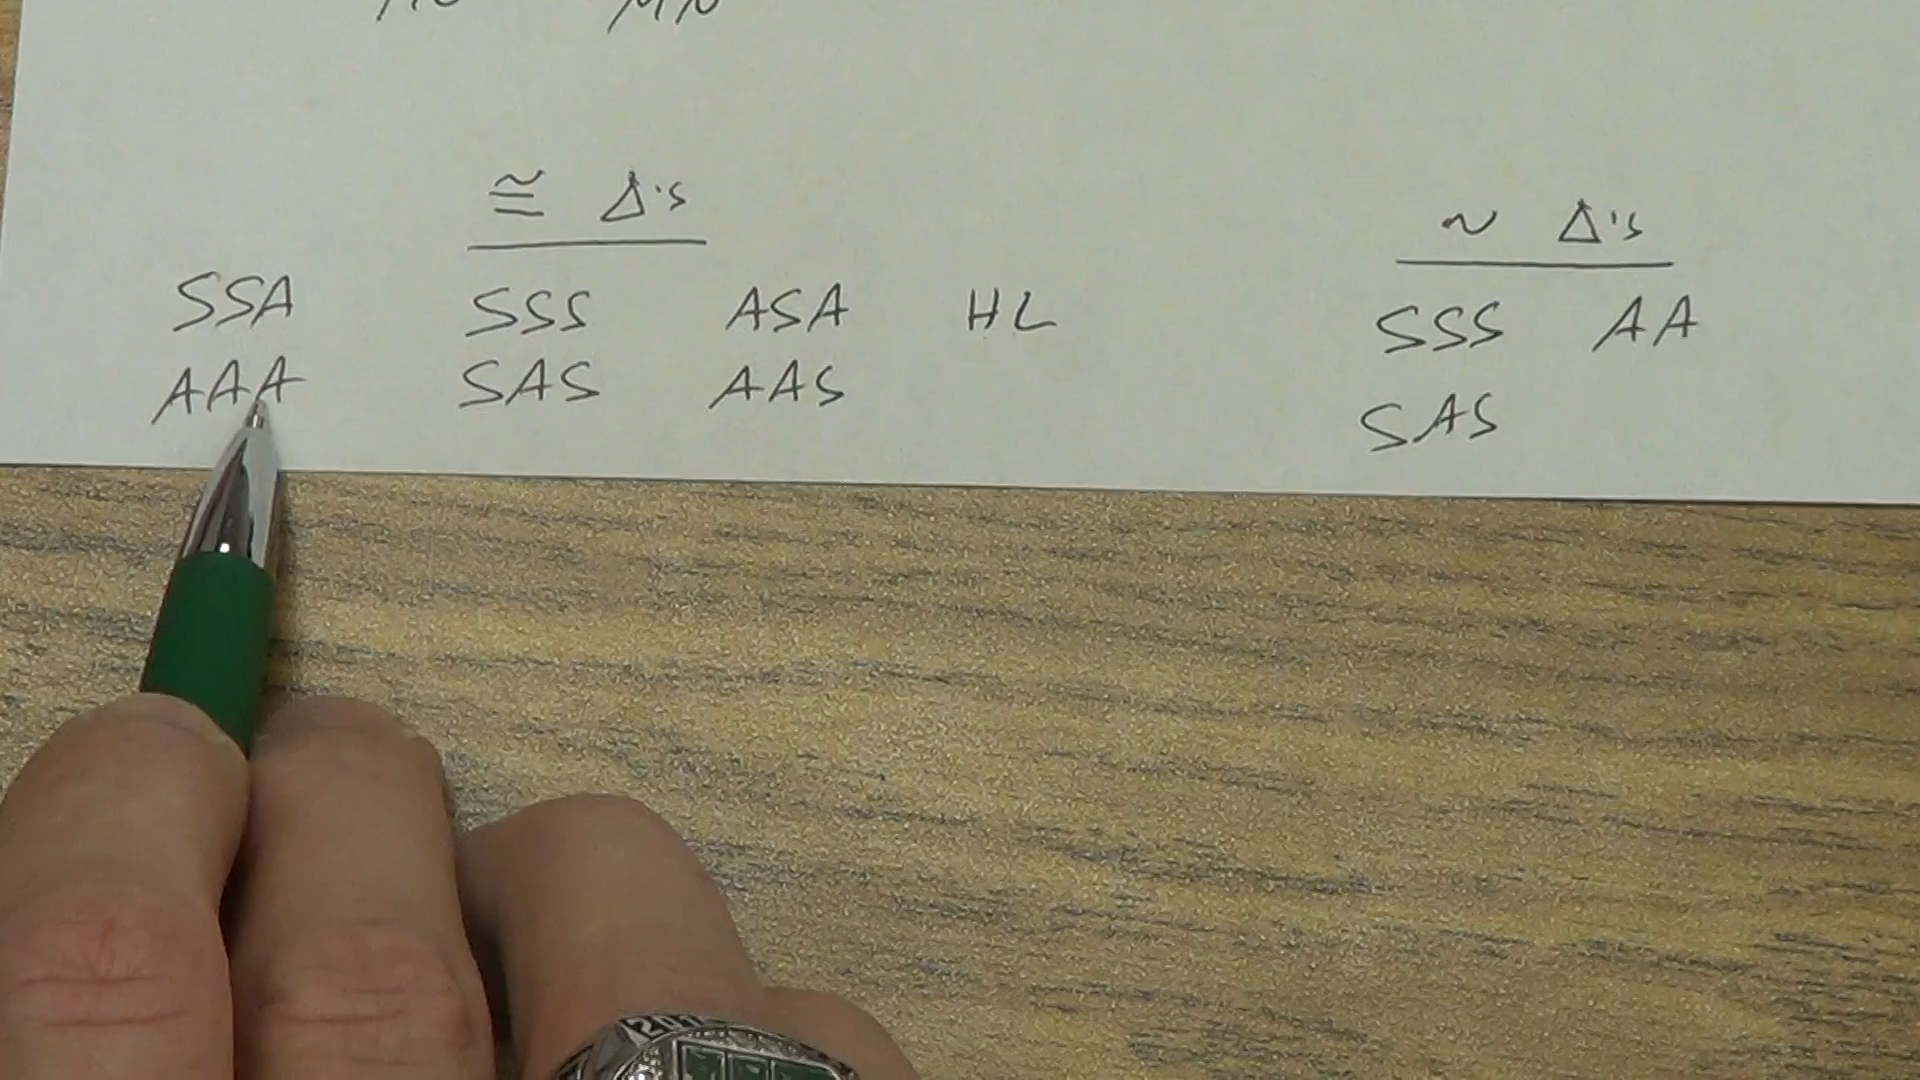 ≅ Δ's
~ Δ's
SSA SSS ASA HL
SSS AA
AAA SAS AAS
SAS